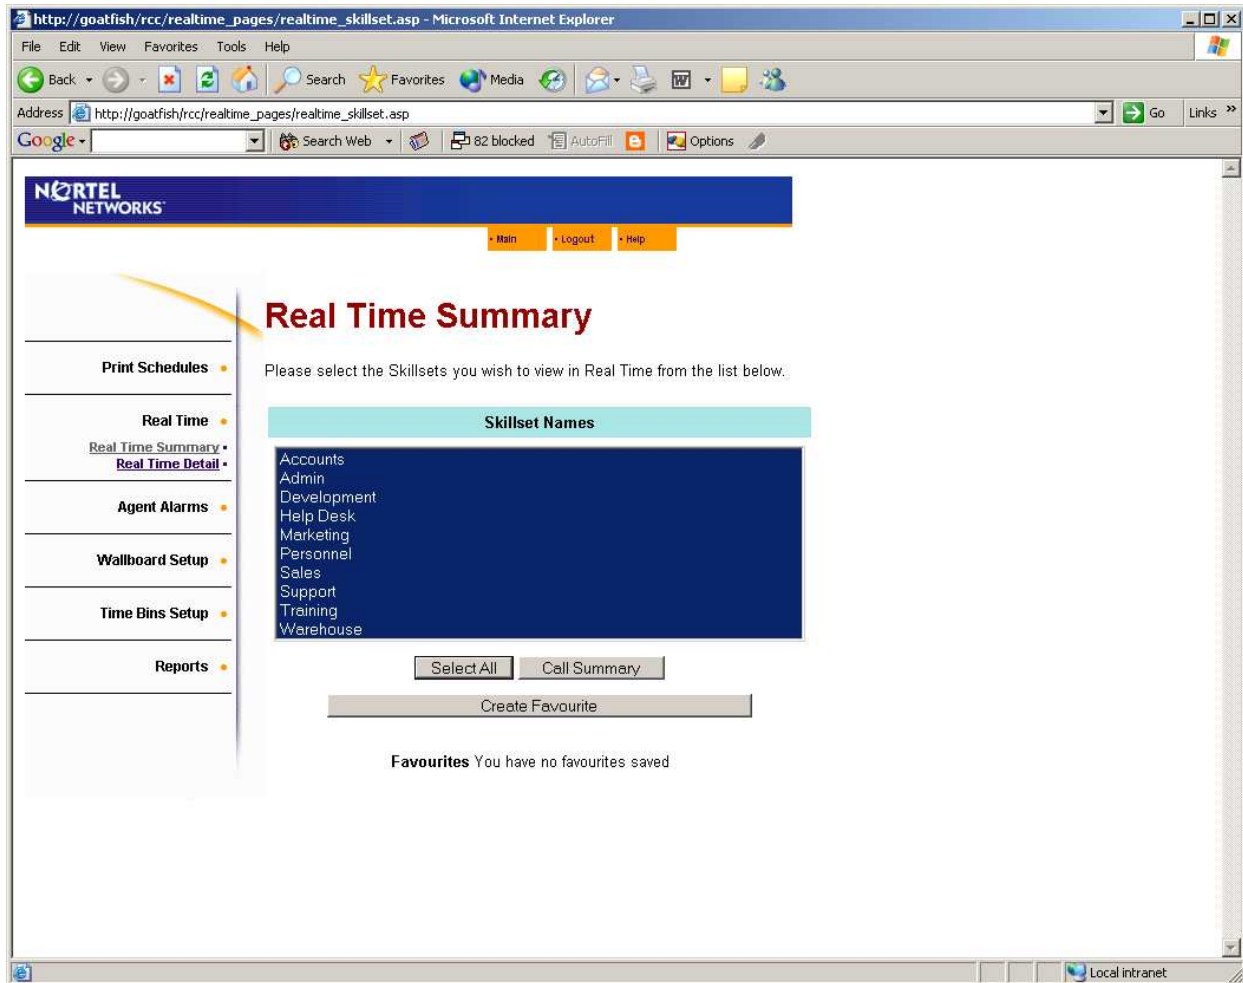 http://goatfish/rcc/realtime_pages/realtime_skillset.asp - Microsoft Internet Explorer
File Edit View Favorites Tools Help
Back Search Favorites Media
Address http://goatfish/rcc/realtime_pages/realtime_skillset.asp Go Links »
Google Search Web 82 blocked AutoFill Options
NORTEL
NETWORKS
• Main • Logout • Help
Real Time Summary
Print Schedules •
Please select the Skillsets you wish to view in Real Time from the list below.
Real Time •
Real Time Summary •
Real Time Detail •
Agent Alarms •
Wallboard Setup •
Time Bins Setup •
Reports •
Skillset Names
Accounts
Admin
Development
Help Desk
Marketing
Personnel
Sales
Support
Training
Warehouse
Select All Call Summary
Create Favourite
Favourites You have no favourites saved
Local intranet